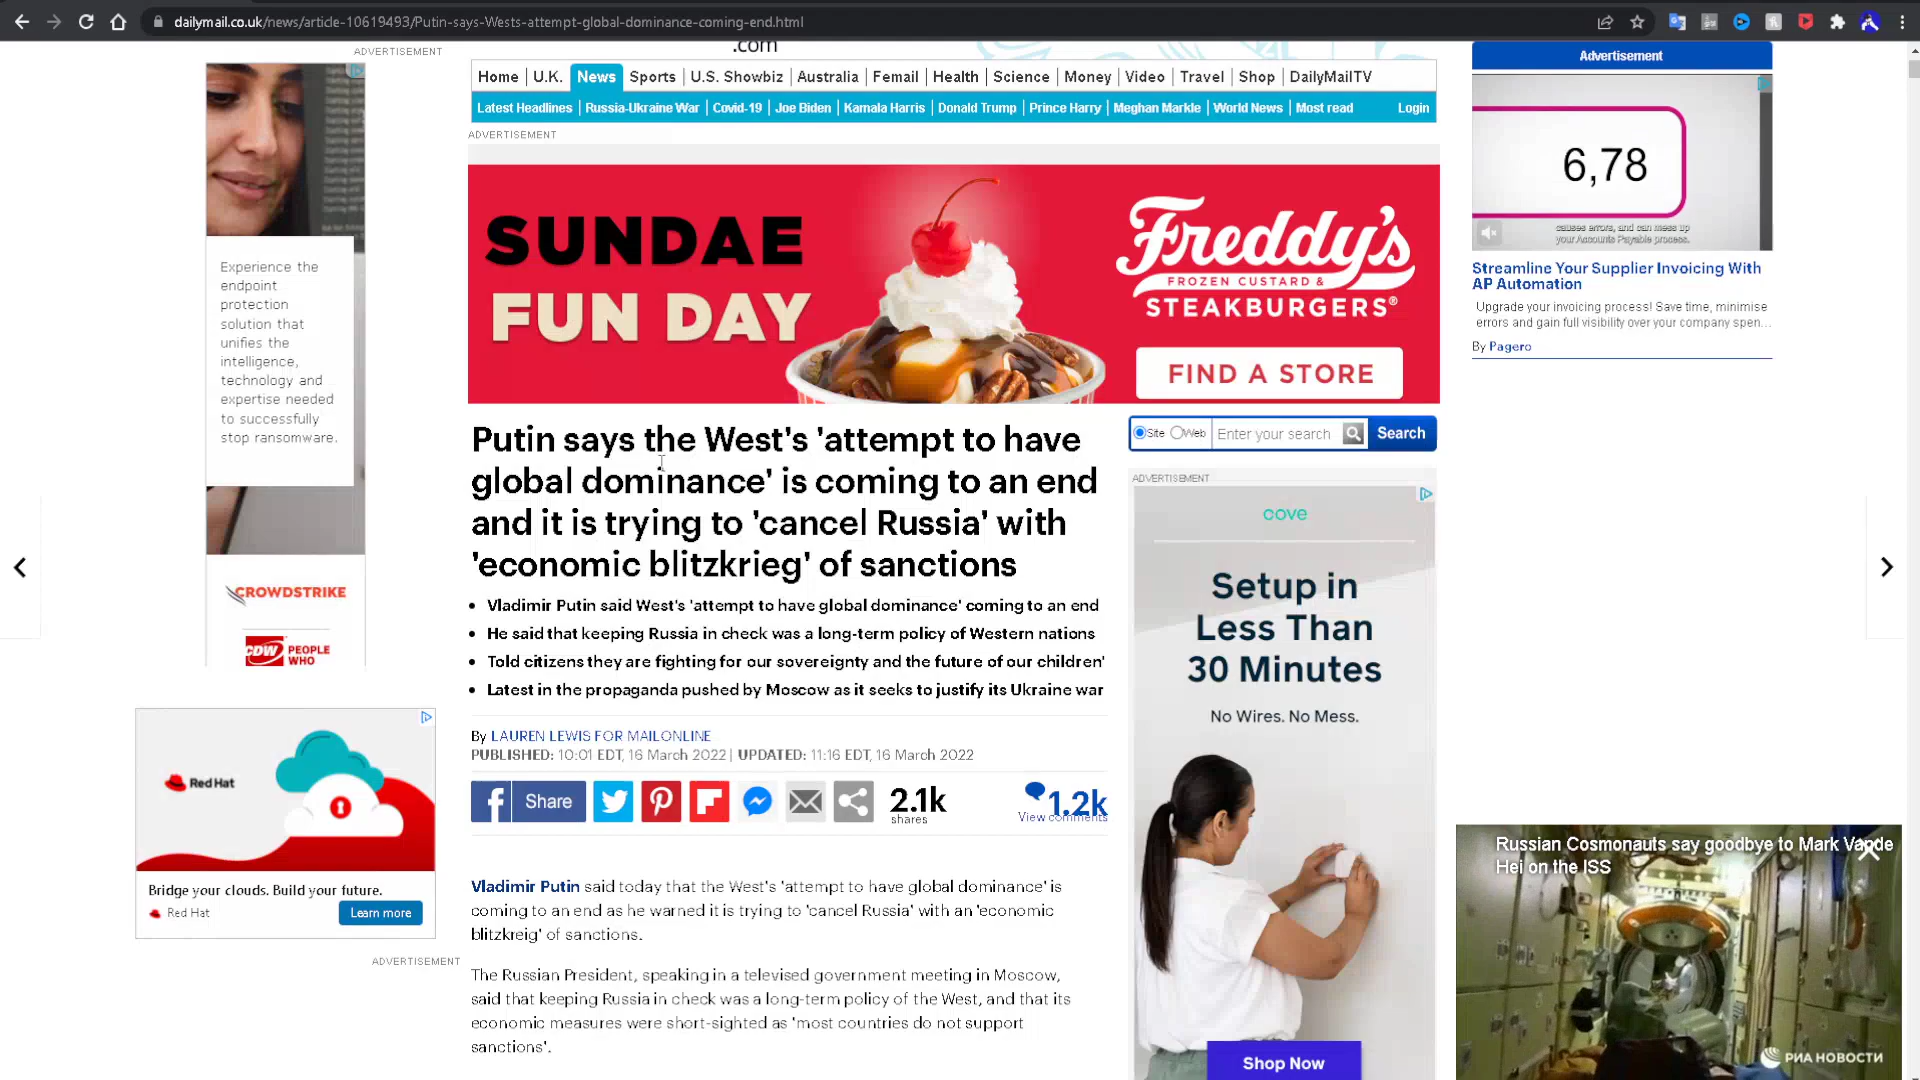 dailymail.co.uk/news/article-10619493/Putin-says-Wests-attempt-global-dominance-coming-end.html
ADVERTISEMENT
.com
Home U.K. News Sports U.S. Showbiz Australia Femail Health Science Money Video Travel Shop DailyMailTV
Latest Headlines Russia-Ukraine War Covid-19 Joe Biden Kamala Harris Donald Trump Prince Harry Meghan Markle World News Most read Login
ADVERTISEMENT
SUNDAE
FUN DAY
Freddy's
FROZEN CUSTARD &
STEAKBURGERS®
FIND A STORE
Advertisement
6,78
causes errors, and can mess up
your Accounts Payable process.
Streamline Your Supplier Invoicing With
AP Automation
Upgrade your invoicing process! Save time, minimise
errors and gain full visibility over your company spen...
By Pagero
Experience the
endpoint
protection
solution that
unifies the
intelligence,
technology and
expertise needed
to successfully
stop ransomware.
CROWDSTRIKE
CDW PEOPLE
WHO
Red Hat
Bridge your clouds. Build your future.
Red Hat
Learn more
ADVERTISEMENT
Putin says the West's 'attempt to have
global dominance' is coming to an end
and it is trying to 'cancel Russia' with
'economic blitzkrieg' of sanctions
• Vladimir Putin said West's 'attempt to have global dominance' coming to an end
• He said that keeping Russia in check was a long-term policy of Western nations
• Told citizens they are fighting for our sovereignty and the future of our children'
• Latest in the propaganda pushed by Moscow as it seeks to justify its Ukraine war
By LAUREN LEWIS FOR MAILONLINE
PUBLISHED: 10:01 EDT, 16 March 2022 | UPDATED: 11:16 EDT, 16 March 2022
Share
2.1k
shares
1.2k
View comments
Vladimir Putin said today that the West's 'attempt to have global dominance' is
coming to an end as he warned it is trying to 'cancel Russia' with an 'economic
blitzkreig' of sanctions.
The Russian President, speaking in a televised government meeting in Moscow,
said that keeping Russia in check was a long-term policy of the West, and that its
economic measures were short-sighted as 'most countries do not support
sanctions'.
Site Web Enter your search Search
ADVERTISEMENT
cove
Setup in
Less Than
30 Minutes
No Wires. No Mess.
Shop Now
Russian Cosmonauts say goodbye to Mark Vande
Hei on the ISS
РИА НОВОСТИ